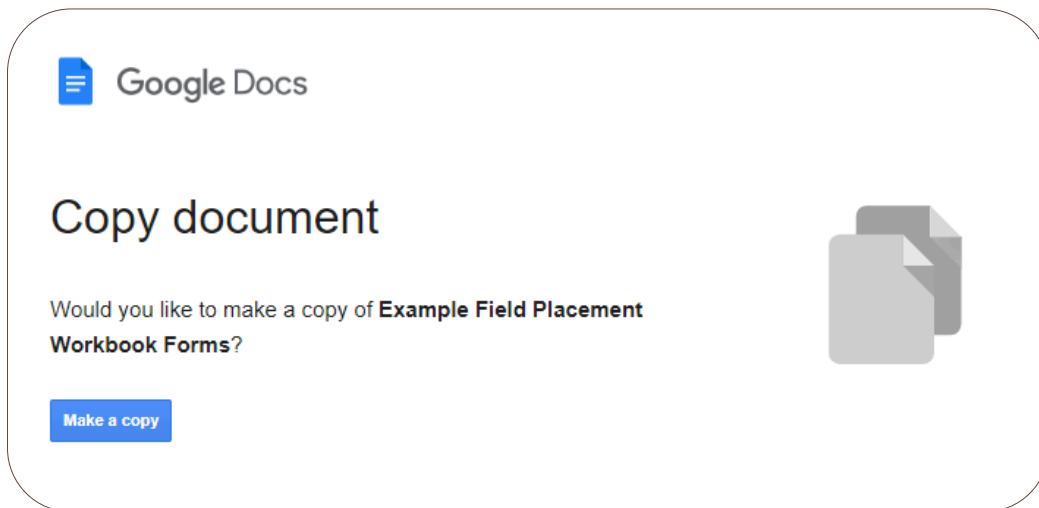 Google Docs
Copy document
Would you like to make a copy of Example Field Placement
Workbook Forms?
Make a copy